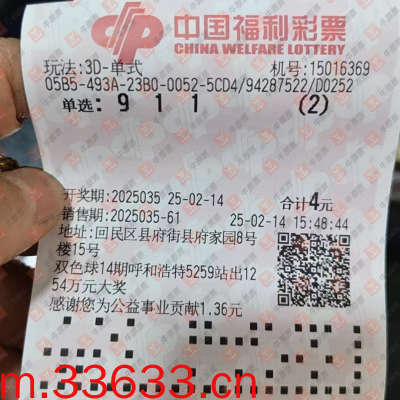 中国福利彩票
CHINA WELFARE LOTTERY
玩法:3D-单式 机号:15016369
05B5-493A-23B0-0052-5CD4/94287522/D0252
单选: 9 1 1 (2)
开奖期:2025035 25-02-14 合计4元
销售期:2025035-61 25-02-14 15:48:44
地址:回民区县府街县府家园8号
楼15号
双色球14期呼和浩特5259站出12
54万元大奖
感谢您为公益事业贡献1.36元
m.33633.cn